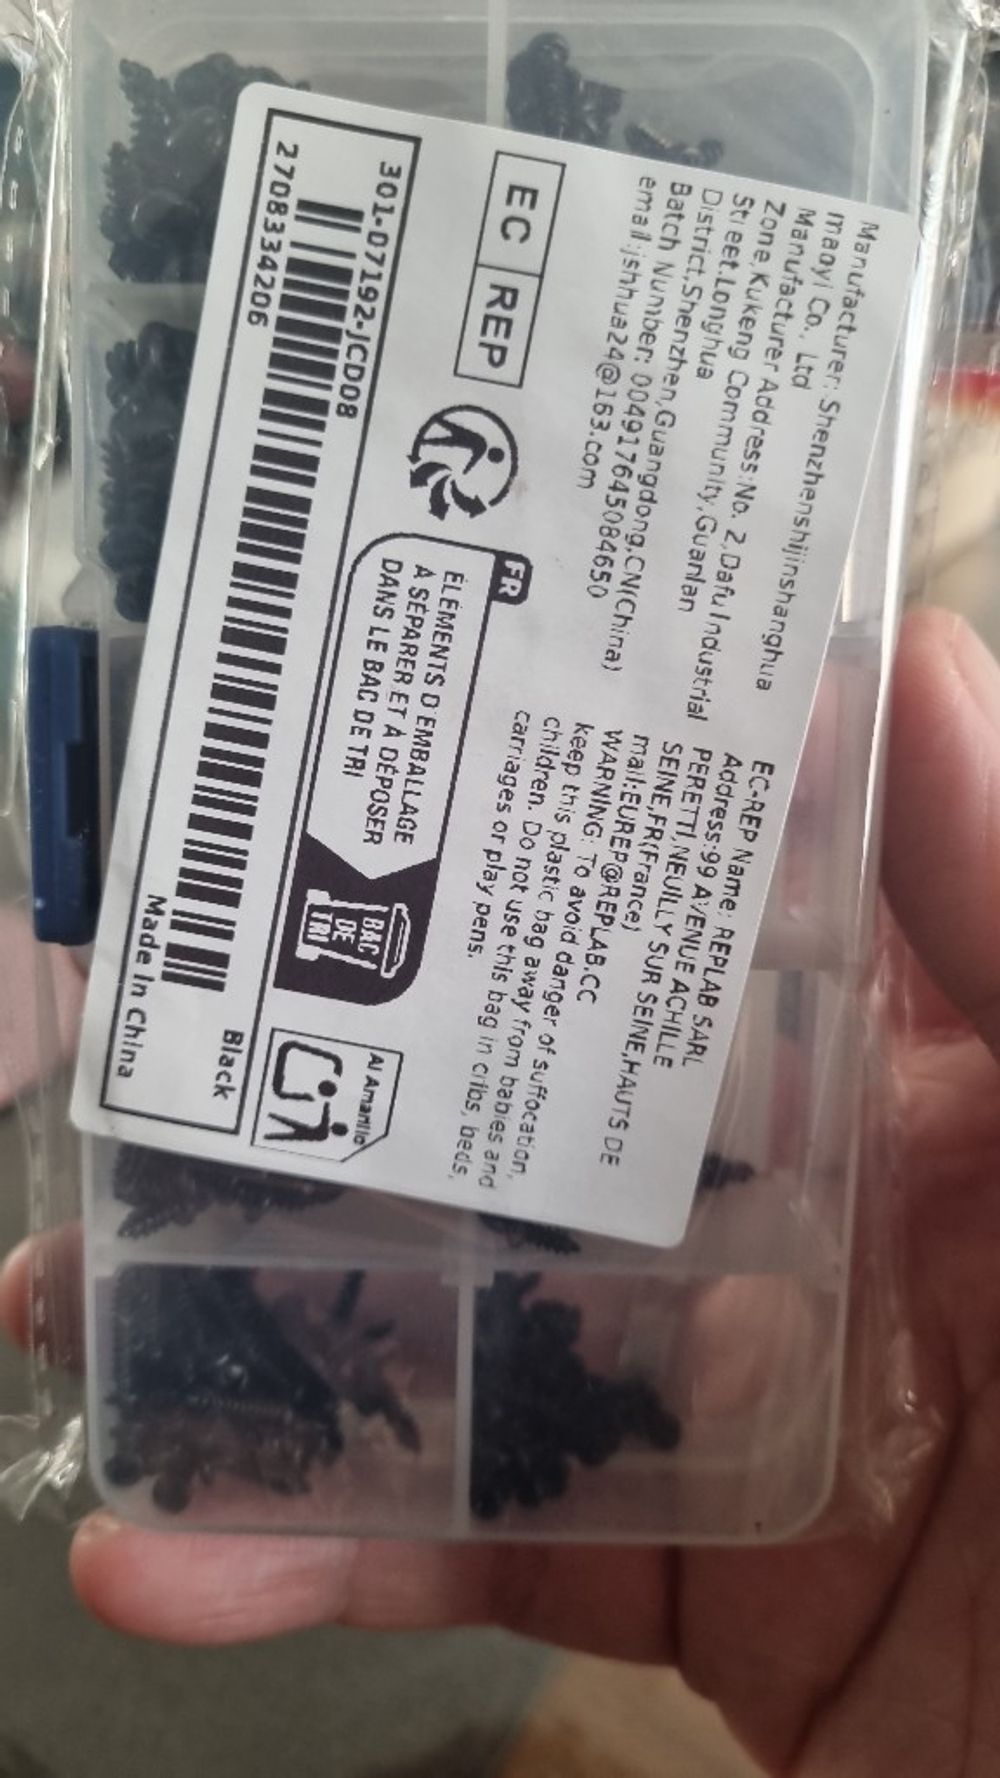 Manufacturer: Shenzhenshijinshanghua
maoyi Co., Ltd
Manufacturer Address:No. 2,Dafu Industrial
Zone,Kukeng Community,Guanlan
Street,Longhua
District,Shenzhen,Guangdong,CN(China)
Batch Number: 00491764508465​0
email:jshhua24@163.com
EC-REP Name: REPLAB SARL
Address:99 AVENUE ACHILLE
PERETTI,NEUILLY SUR SEINE,HAUTS DE
SEINE,FR(France)
mail:EUREP@REPLAB.CC
WARNING: To avoid danger of suffocation,
keep this plastic bag away from babies and
children. Do not use this bag in cribs, beds,
carriages or play pens.
EC REP
FR
ÉLÉMENTS D'EMBALLAGE
À SÉPARER ET À DÉPOSER
DANS LE BAC DE TRI
BAC
DE
TRI
Al Amarillo
301-07192-JCD08
2708334206
Black
Made In China